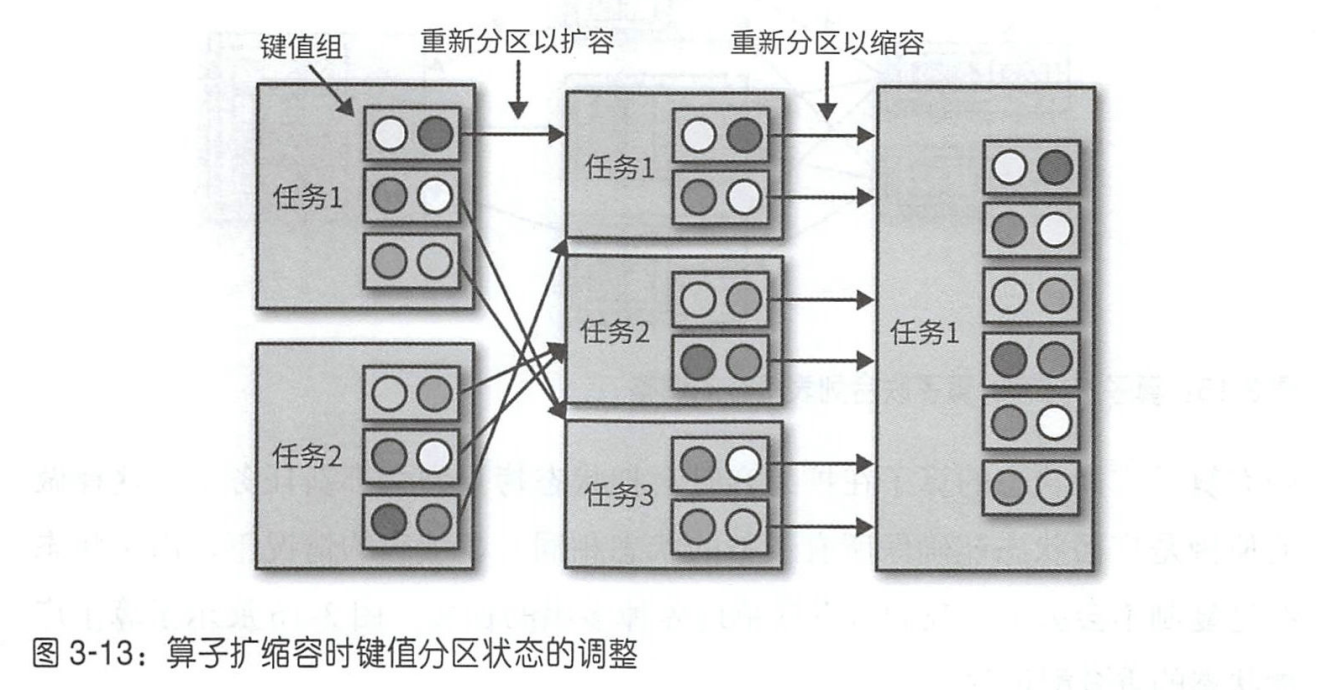 键值组
重新分区以扩容
重新分区以缩容
任务1
任务2
任务1
任务2
任务3
任务1
图 3-13：算子扩缩容时键值分区状态的调整